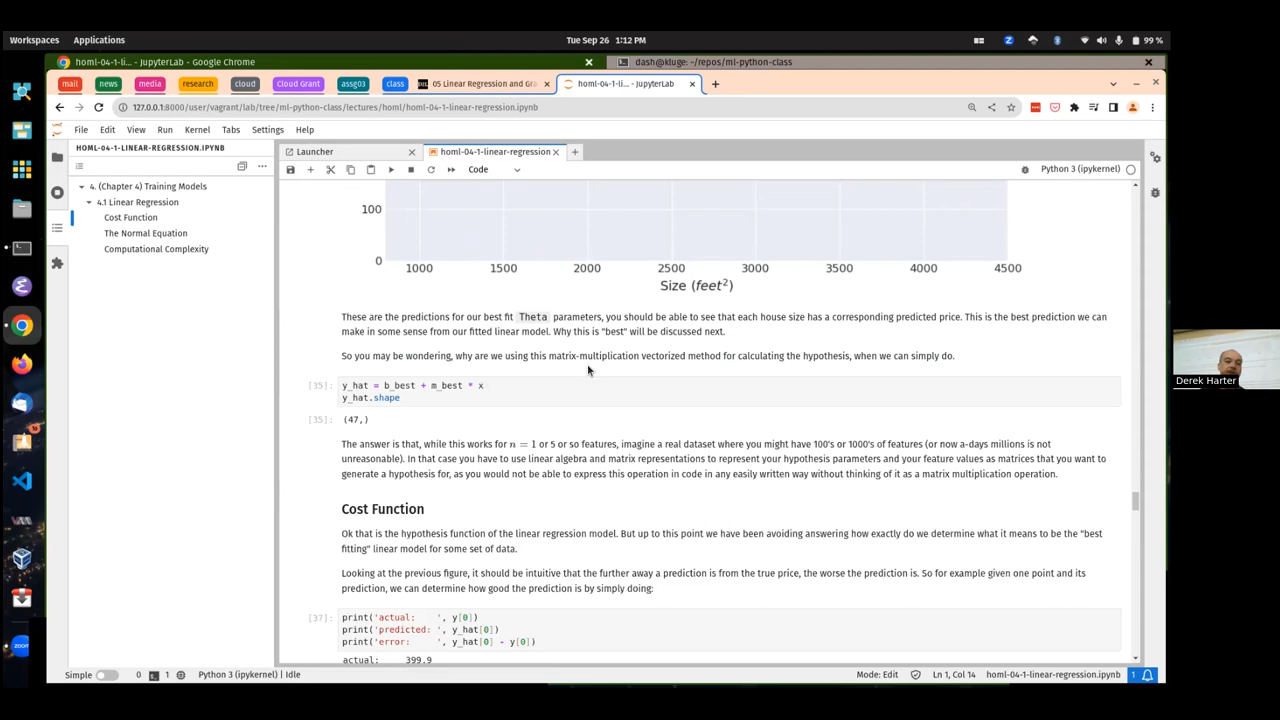 Workspaces Applications Tue Sep 26 1:12 PM 99 %
homl-04-1-li... - JupyterLab - Google Chrome dash@kluge: ~/repos/ml-python-class
mail news media research cloud Cloud Grant assg03 class 05 Linear Regression and Gra homl-04-1-li... - JupyterLab
127.0.0.1:8000/user/vagrant/lab/tree/ml-python-class/lectures/homl/homl-04-1-linear-regression.ipynb
File Edit View Run Kernel Tabs Settings Help
HOML-04-1-LINEAR-REGRESSION.IPYNB
Launcher homl-04-1-linear-regression
Code Python 3 (ipykernel)
4. (Chapter 4) Training Models
4.1 Linear Regression
Cost Function
The Normal Equation
Computational Complexity
100
0
1000 1500 2000 2500 3000 3500 4000 4500
Size (feet²)
These are the predictions for our best fit Theta parameters, you should be able to see that each house size has a corresponding predicted price. This is the best prediction we can
make in some sense from our fitted linear model. Why this is "best" will be discussed next.
So you may be wondering, why are we using this matrix-multiplication vectorized method for calculating the hypothesis, when we can simply do.
[35]: y_hat = b_best + m_best * x
y_hat.shape
[35]: (47,)
The answer is that, while this works for n = 1 or 5 or so features, imagine a real dataset where you might have 100's or 1000's of features (or now a-days millions is not
unreasonable). In that case you have to use linear algebra and matrix representations to represent your hypothesis parameters and your feature values as matrices that you want to
generate a hypothesis for, as you would not be able to express this operation in code in any easily written way without thinking of it as a matrix multiplication operation.
Cost Function
Ok that is the hypothesis function of the linear regression model. But up to this point we have been avoiding answering how exactly do we determine what it means to be the "best
fitting" linear model for some set of data.
Looking at the previous figure, it should be intuitive that the further away a prediction is from the true price, the worse the prediction is. So for example given one point and its
prediction, we can determine how good the prediction is by simply doing:
[37]: print('actual: ', y[0])
print('predicted: ', y_hat[0])
print('error: ', y_hat[0] - y[0])
actual: 399.9
Simple 0 1 Python 3 (ipykernel) | Idle Mode: Edit Ln 1, Col 14 homl-04-1-linear-regression.ipynb 1
Derek Harter
zoom